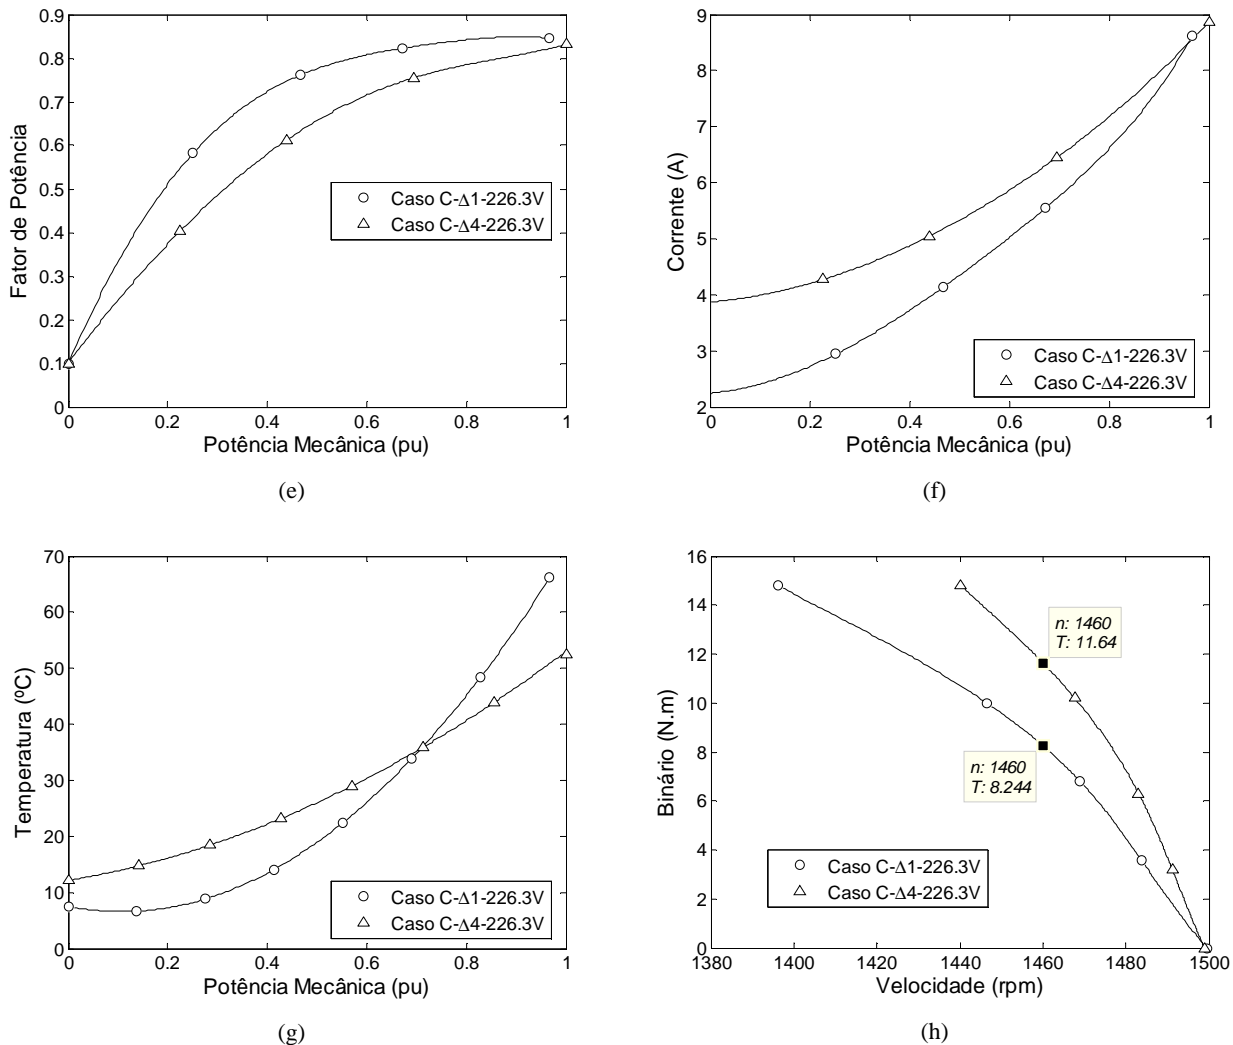 0.9
0.8
0.7
0.6
0.5
0.4
0.3
0.2
0.1
0
Fator de Potência
Caso C-Δ1-226.3V
Caso C-Δ4-226.3V
0 0.2 0.4 0.6 0.8 1
Potência Mecânica (pu)
(e)
9
8
7
6
5
4
3
2
Corrente (A)
Caso C-Δ1-226.3V
Caso C-Δ4-226.3V
0 0.2 0.4 0.6 0.8 1
Potência Mecânica (pu)
(f)
70
60
50
40
30
20
10
0
Temperatura (ºC)
Caso C-Δ1-226.3V
Caso C-Δ4-226.3V
0 0.2 0.4 0.6 0.8 1
Potência Mecânica (pu)
(g)
16
14
12
10
8
6
4
2
0
Binário (N.m)
n: 1460
T: 11.64
n: 1460
T: 8.244
Caso C-Δ1-226.3V
Caso C-Δ4-226.3V
1380 1400 1420 1440 1460 1480 1500
Velocidade (rpm)
(h)